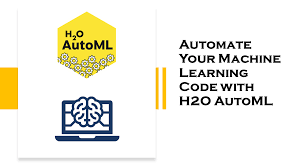 H2O
AutoML
Automate
Your Machine
Learning
Code with
H2O AutoML